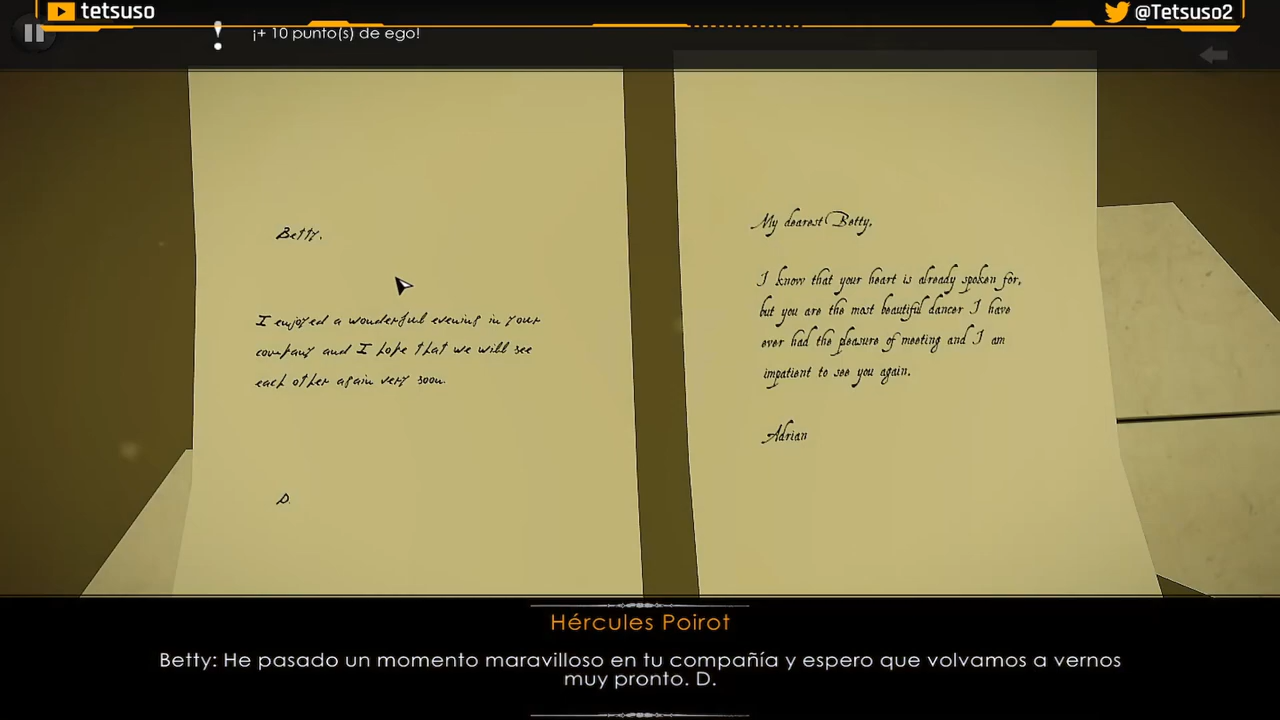 tetsuso
@Tetsuso2
¡+ 10 punto(s) de ego!
Betty.
I enjoyed a wonderful evening in your
company and I hope that we will see
each other again very soon.
D.
My dearest Betty,
I know that your heart is already spoken for,
but you are the most beautiful dancer I have
ever had the pleasure of meeting and I am
impatient to see you again.
Adrian
Hércules Poirot
Betty: He pasado un momento maravilloso en tu compañía y espero que volvamos a vernos
muy pronto. D.